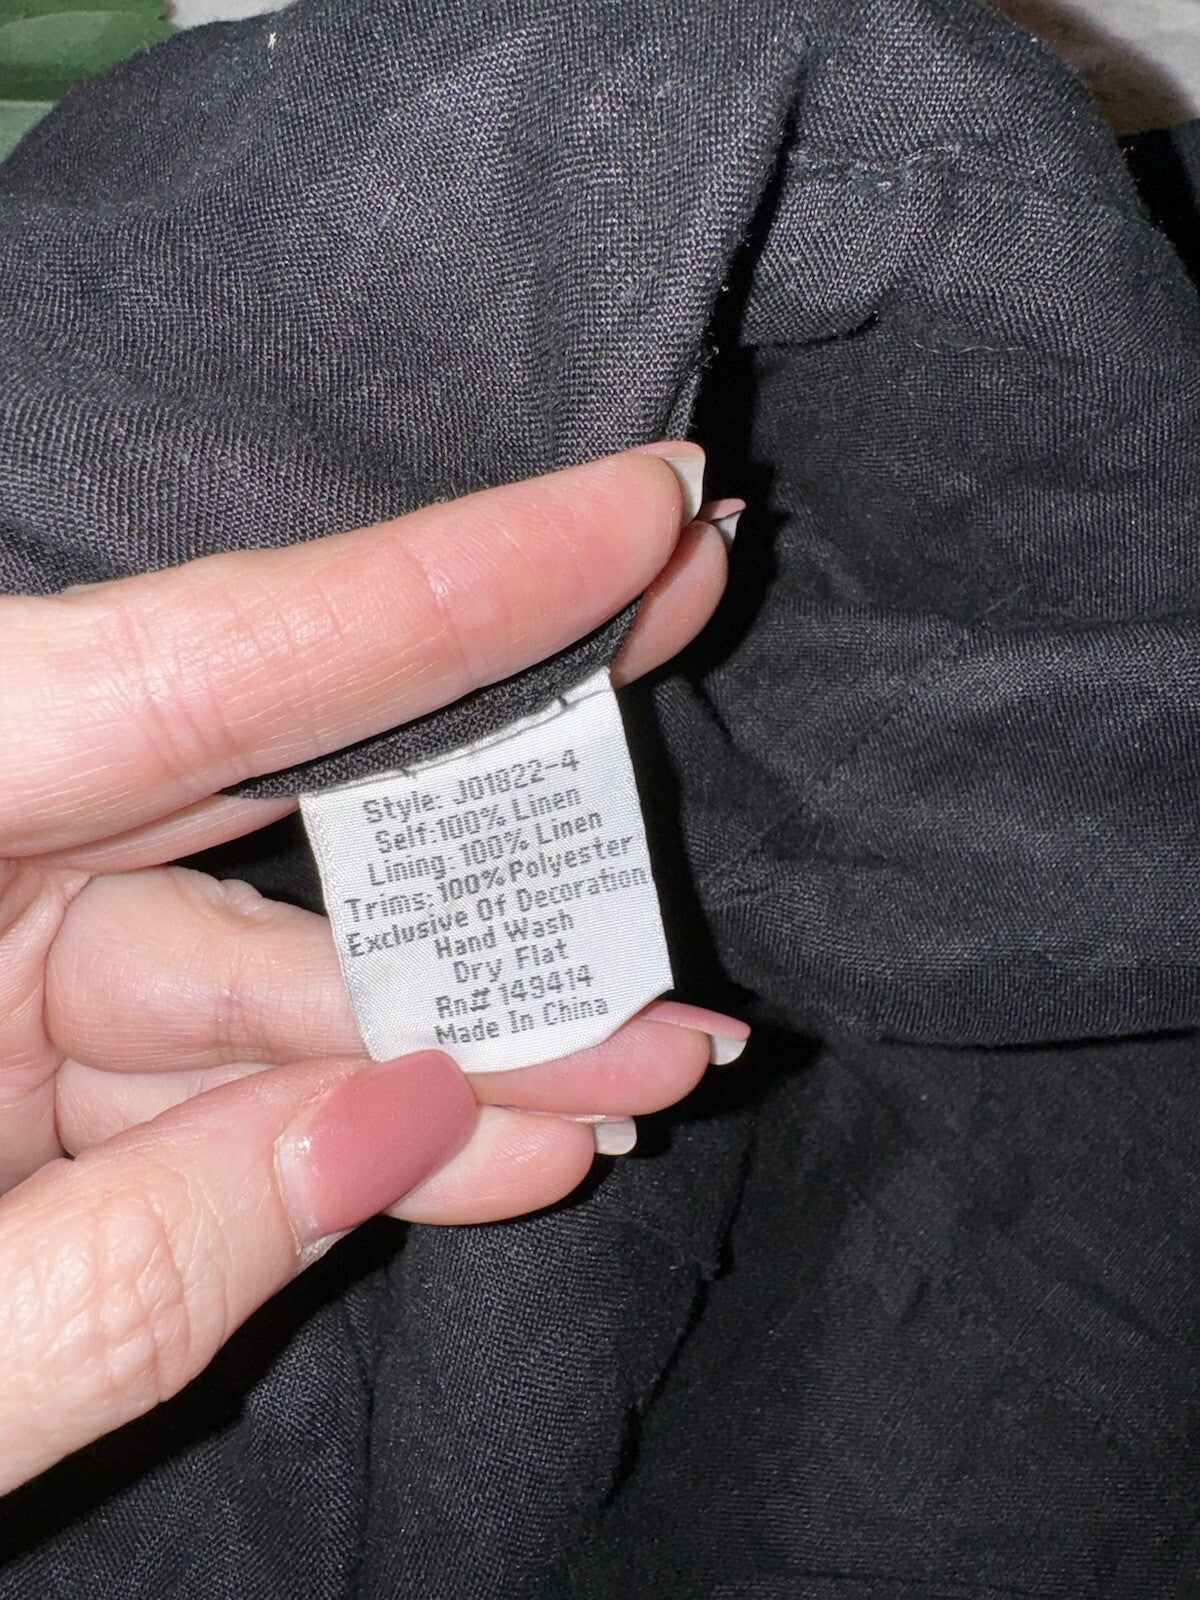 Style: J01822-4
Self:100% Linen
Lining:100% Linen
Trims:100% Polyester
Exclusive Of Decoration
Hand Wash
Dry Flat
Rn# 149414
Made In China